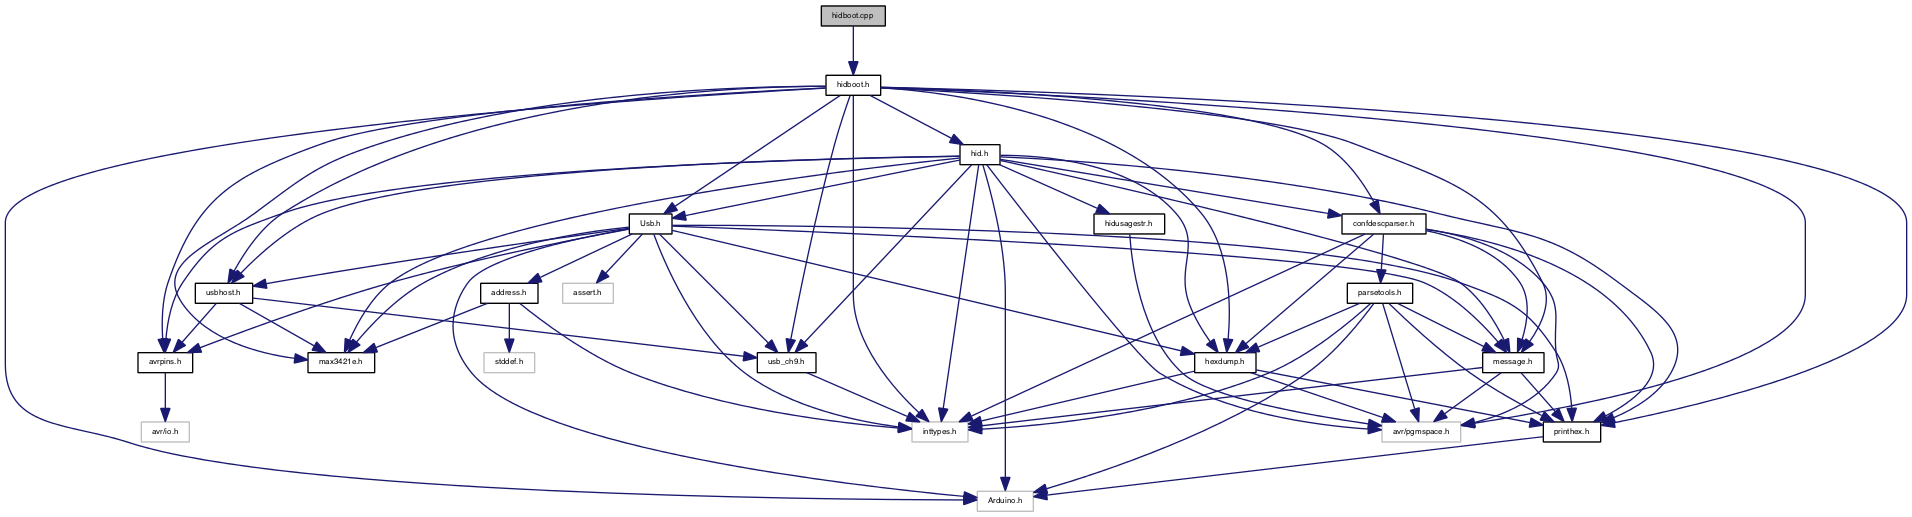 hidboot.cpp
hidboot.h
hid.h
Usb.h
hidusagestr.h
confdescparser.h
usbhost.h
address.h
assert.h
parsetools.h
avrpins.h
max3421e.h
stddef.h
usb_ch9.h
hexdump.h
message.h
avr/io.h
inttypes.h
avr/pgmspace.h
printhex.h
Arduino.h